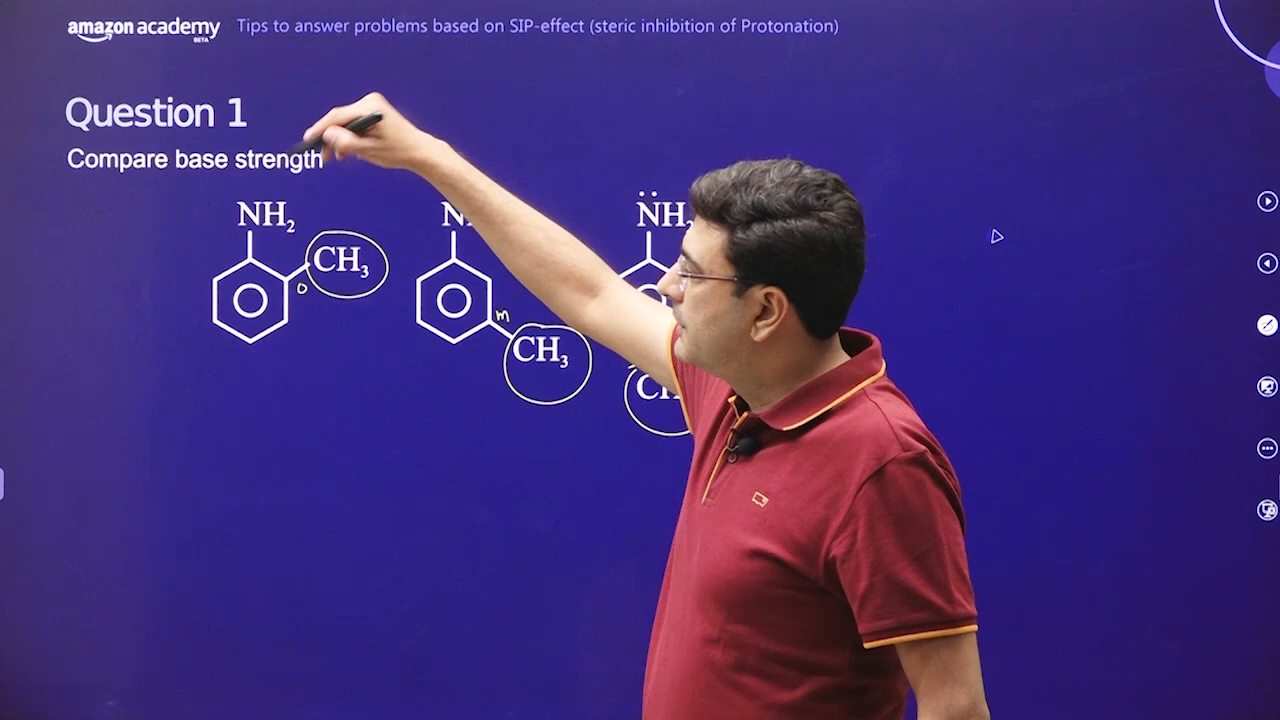 amazon academy
BETA
Tips to answer problems based on SIP-effect (steric inhibition of Protonation)
Question 1
Compare base strength
NH₂ NH₂
CH₃
o
m
CH₃